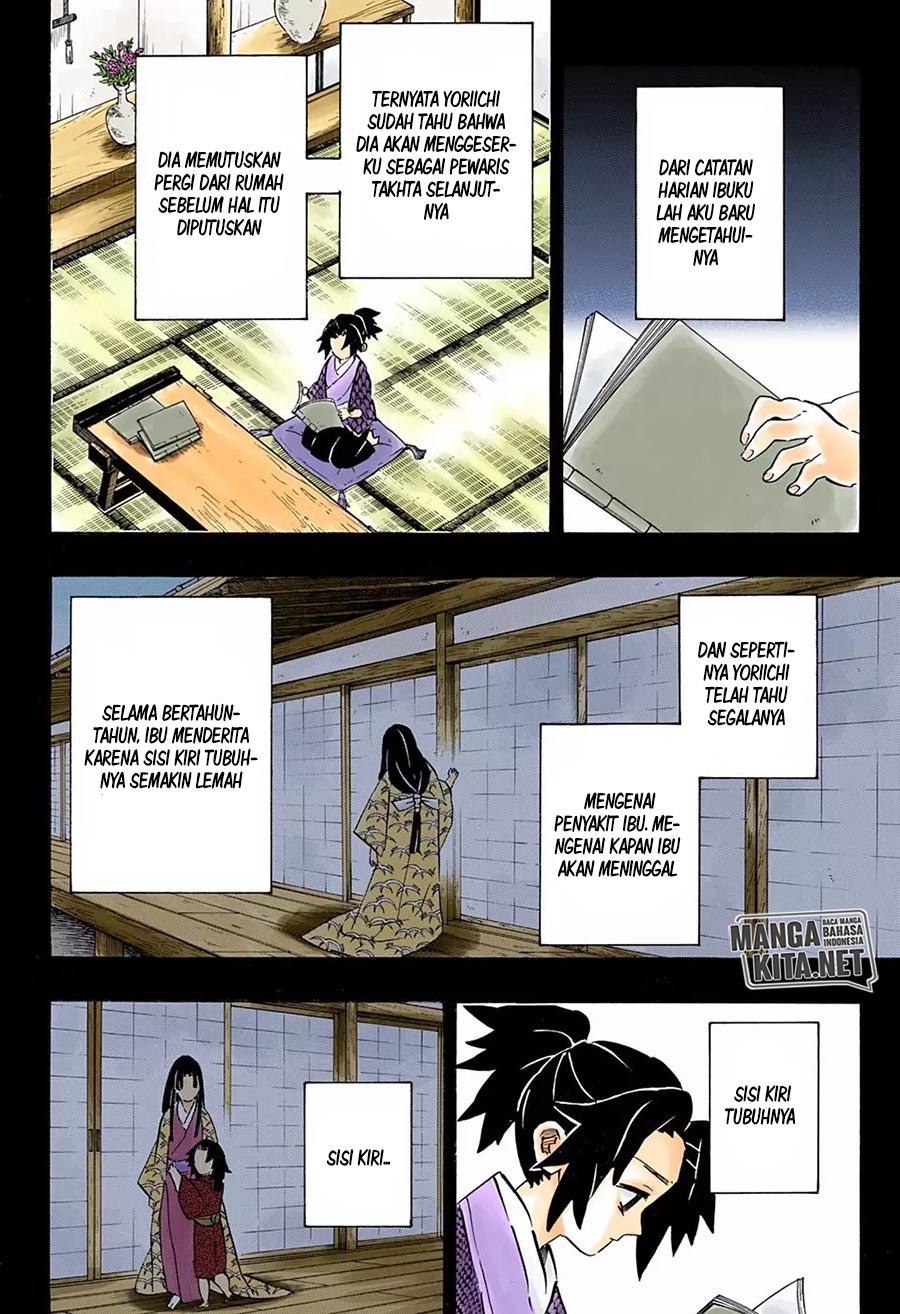 DARI CATATAN
HARIAN IBUKU
LAH AKU BARU
MENGETAHUI-
NYA
TERNYATA YORIICHI
SUDAH TAHU BAHWA
DIA AKAN MENGGESER-
KU SEBAGAI PEWARIS
TAKHTA SELANJUT-
NYA
DIA MEMUTUSKAN
PERGI DARI RUMAH
SEBELUM HAL ITU
DIPUTUSKAN
DAN SEPERTI-
NYA YORIICHI
TELAH TAHU
SEGALANYA
MENGENAI
PENYAKIT IBU. ME-
NGENAI KAPAN IBU
AKAN MENINGGAL
SELAMA BERTAHUN-
TAHUN, IBU MENDERITA
KARENA SISI KIRI TUBUH-
NYA SEMAKIN LEMAH
MANGA
KITA.NET
BACA MANGA
BAHASA
INDONESIA
SISI KIRI
TUBUHNYA
SISI KIRI...